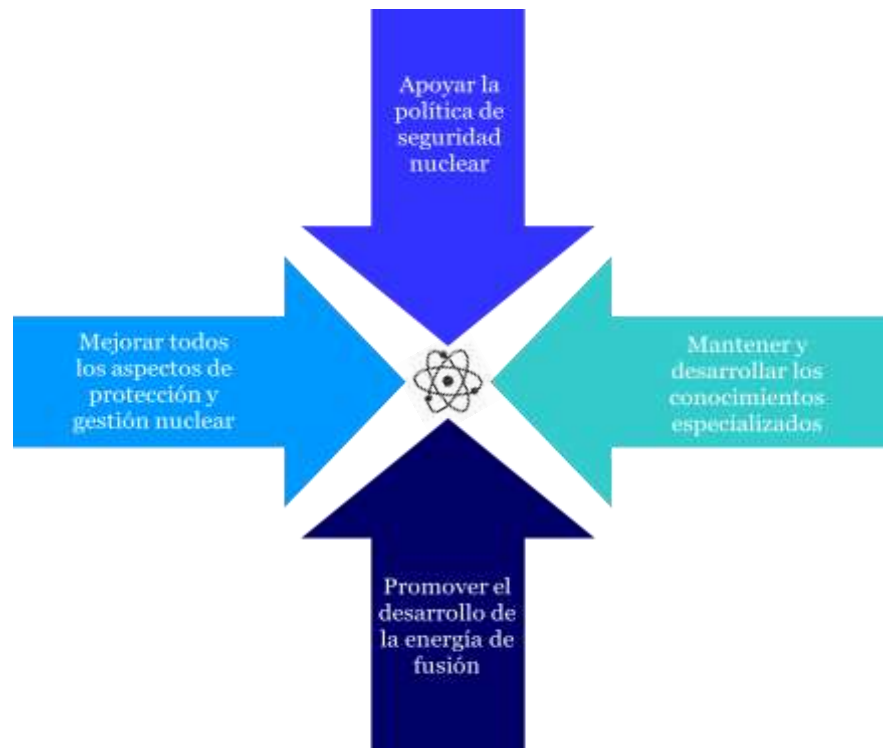 Apoyar la
política de
seguridad
nuclear
Mejorar todos
los aspectos de
protección y
gestión nuclear
Mantener y
desarrollar los
conocimientos
especializados
Promover el
desarrollo de
la energía de
fusión